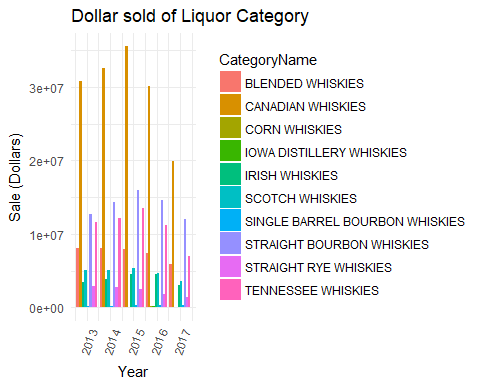 Dollar sold of Liquor Category
Sale (Dollars)
3e+07
2e+07
1e+07
0e+00
2013
2014
2015
2016
2017
Year
CategoryName
BLENDED WHISKIES
CANADIAN WHISKIES
CORN WHISKIES
IOWA DISTILLERY WHISKIES
IRISH WHISKIES
SCOTCH WHISKIES
SINGLE BARREL BOURBON WHISKIES
STRAIGHT BOURBON WHISKIES
STRAIGHT RYE WHISKIES
TENNESSEE WHISKIES